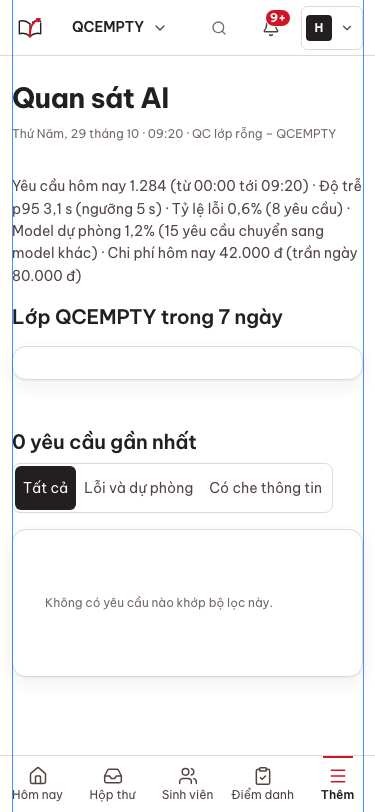 QCEMPTY
9+
H
Quan sát AI
Thứ Năm, 29 tháng 10 · 09:20 · QC lớp rỗng – QCEMPTY
Yêu cầu hôm nay 1.284 (từ 00:00 tới 09:20) · Độ trễ
p95 3,1 s (ngưỡng 5 s) · Tỷ lệ lỗi 0,6% (8 yêu cầu) ·
Model dự phòng 1,2% (15 yêu cầu chuyển sang
model khác) · Chi phí hôm nay 42.000 đ (trần ngày
80.000 đ)
Lớp QCEMPTY trong 7 ngày
0 yêu cầu gần nhất
Tất cả Lỗi và dự phòng Có che thông tin
Không có yêu cầu nào khớp bộ lọc này.
Hôm nay Hộp thư Sinh viên Điểm danh Thêm